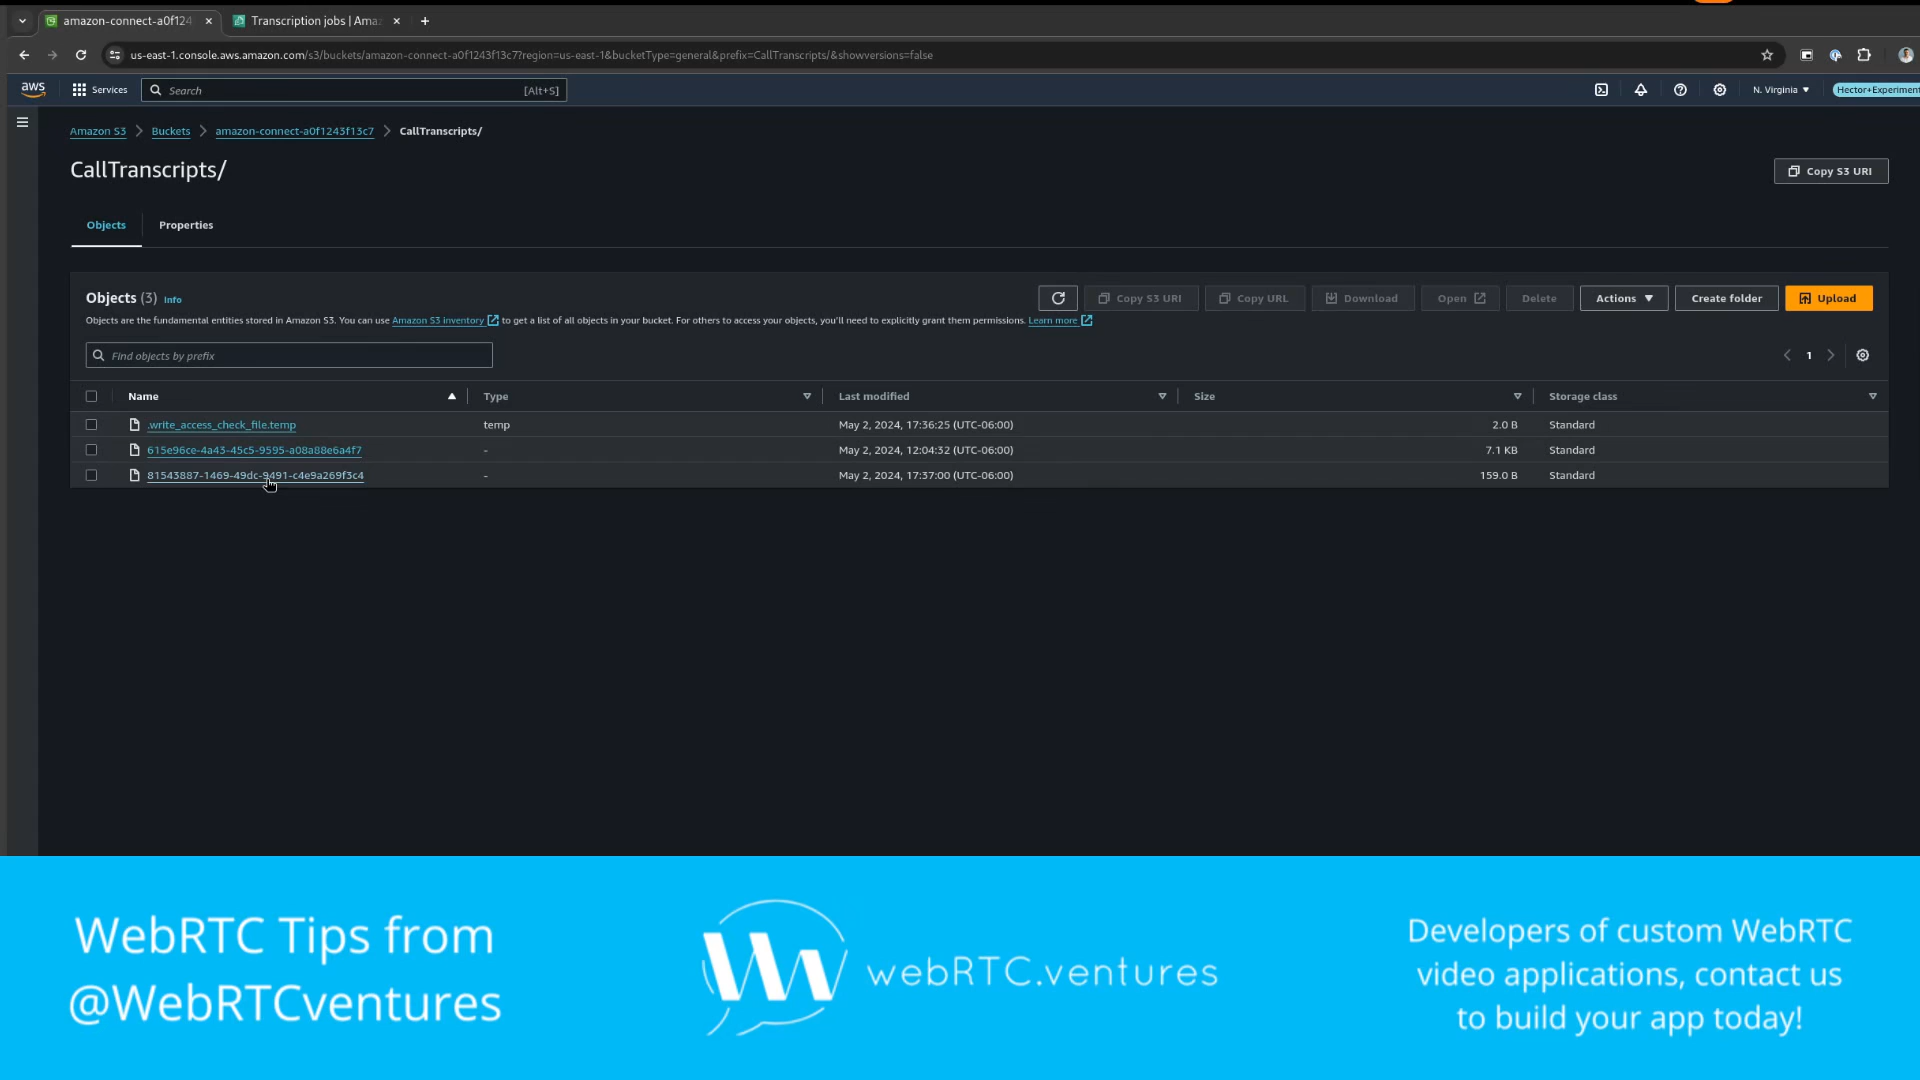 amazon-connect-a0f124
Transcription jobs | Ama
us-east-1.console.aws.amazon.com/s3/buckets/amazon-connect-a0f1243f13c7?region=us-east-1&bucketType=general&prefix=CallTranscripts/&showversions=false
aws Services Search [Alt+S] N. Virginia Hector+Experiment
Amazon S3 Buckets amazon-connect-a0f1243f13c7 CallTranscripts/
CallTranscripts/
Copy S3 URI
Objects Properties
Objects (3) Info
Copy S3 URI Copy URL Download Open Delete Actions Create folder Upload
Objects are the fundamental entities stored in Amazon S3. You can use Amazon S3 inventory to get a list of all objects in your bucket. For others to access your objects, you'll need to explicitly grant them permissions. Learn more
Find objects by prefix
1
Name Type Last modified Size Storage class
.write_access_check_file.temp temp May 2, 2024, 17:36:25 (UTC-06:00) 2.0 B Standard
615e96ce-4a43-45c5-9595-a08a88e6a4f7 - May 2, 2024, 12:04:32 (UTC-06:00) 7.1 KB Standard
81543887-1469-49dc-9491-c4e9a269f3c4 - May 2, 2024, 17:37:00 (UTC-06:00) 159.0 B Standard
WebRTC Tips from
@WebRTCventures
webRTC.ventures
Developers of custom WebRTC
video applications, contact us
to build your app today!